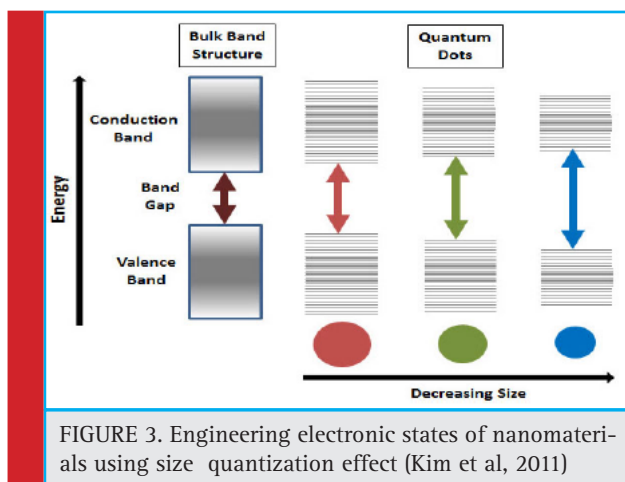 Bulk Band
Structure
Quantum
Dots
Conduction
Band
Band
Gap
Energy
Valence
Band
Decreasing Size
FIGURE 3. Engineering electronic states of nanomateri-
als using size quantization effect (Kim et al, 2011)